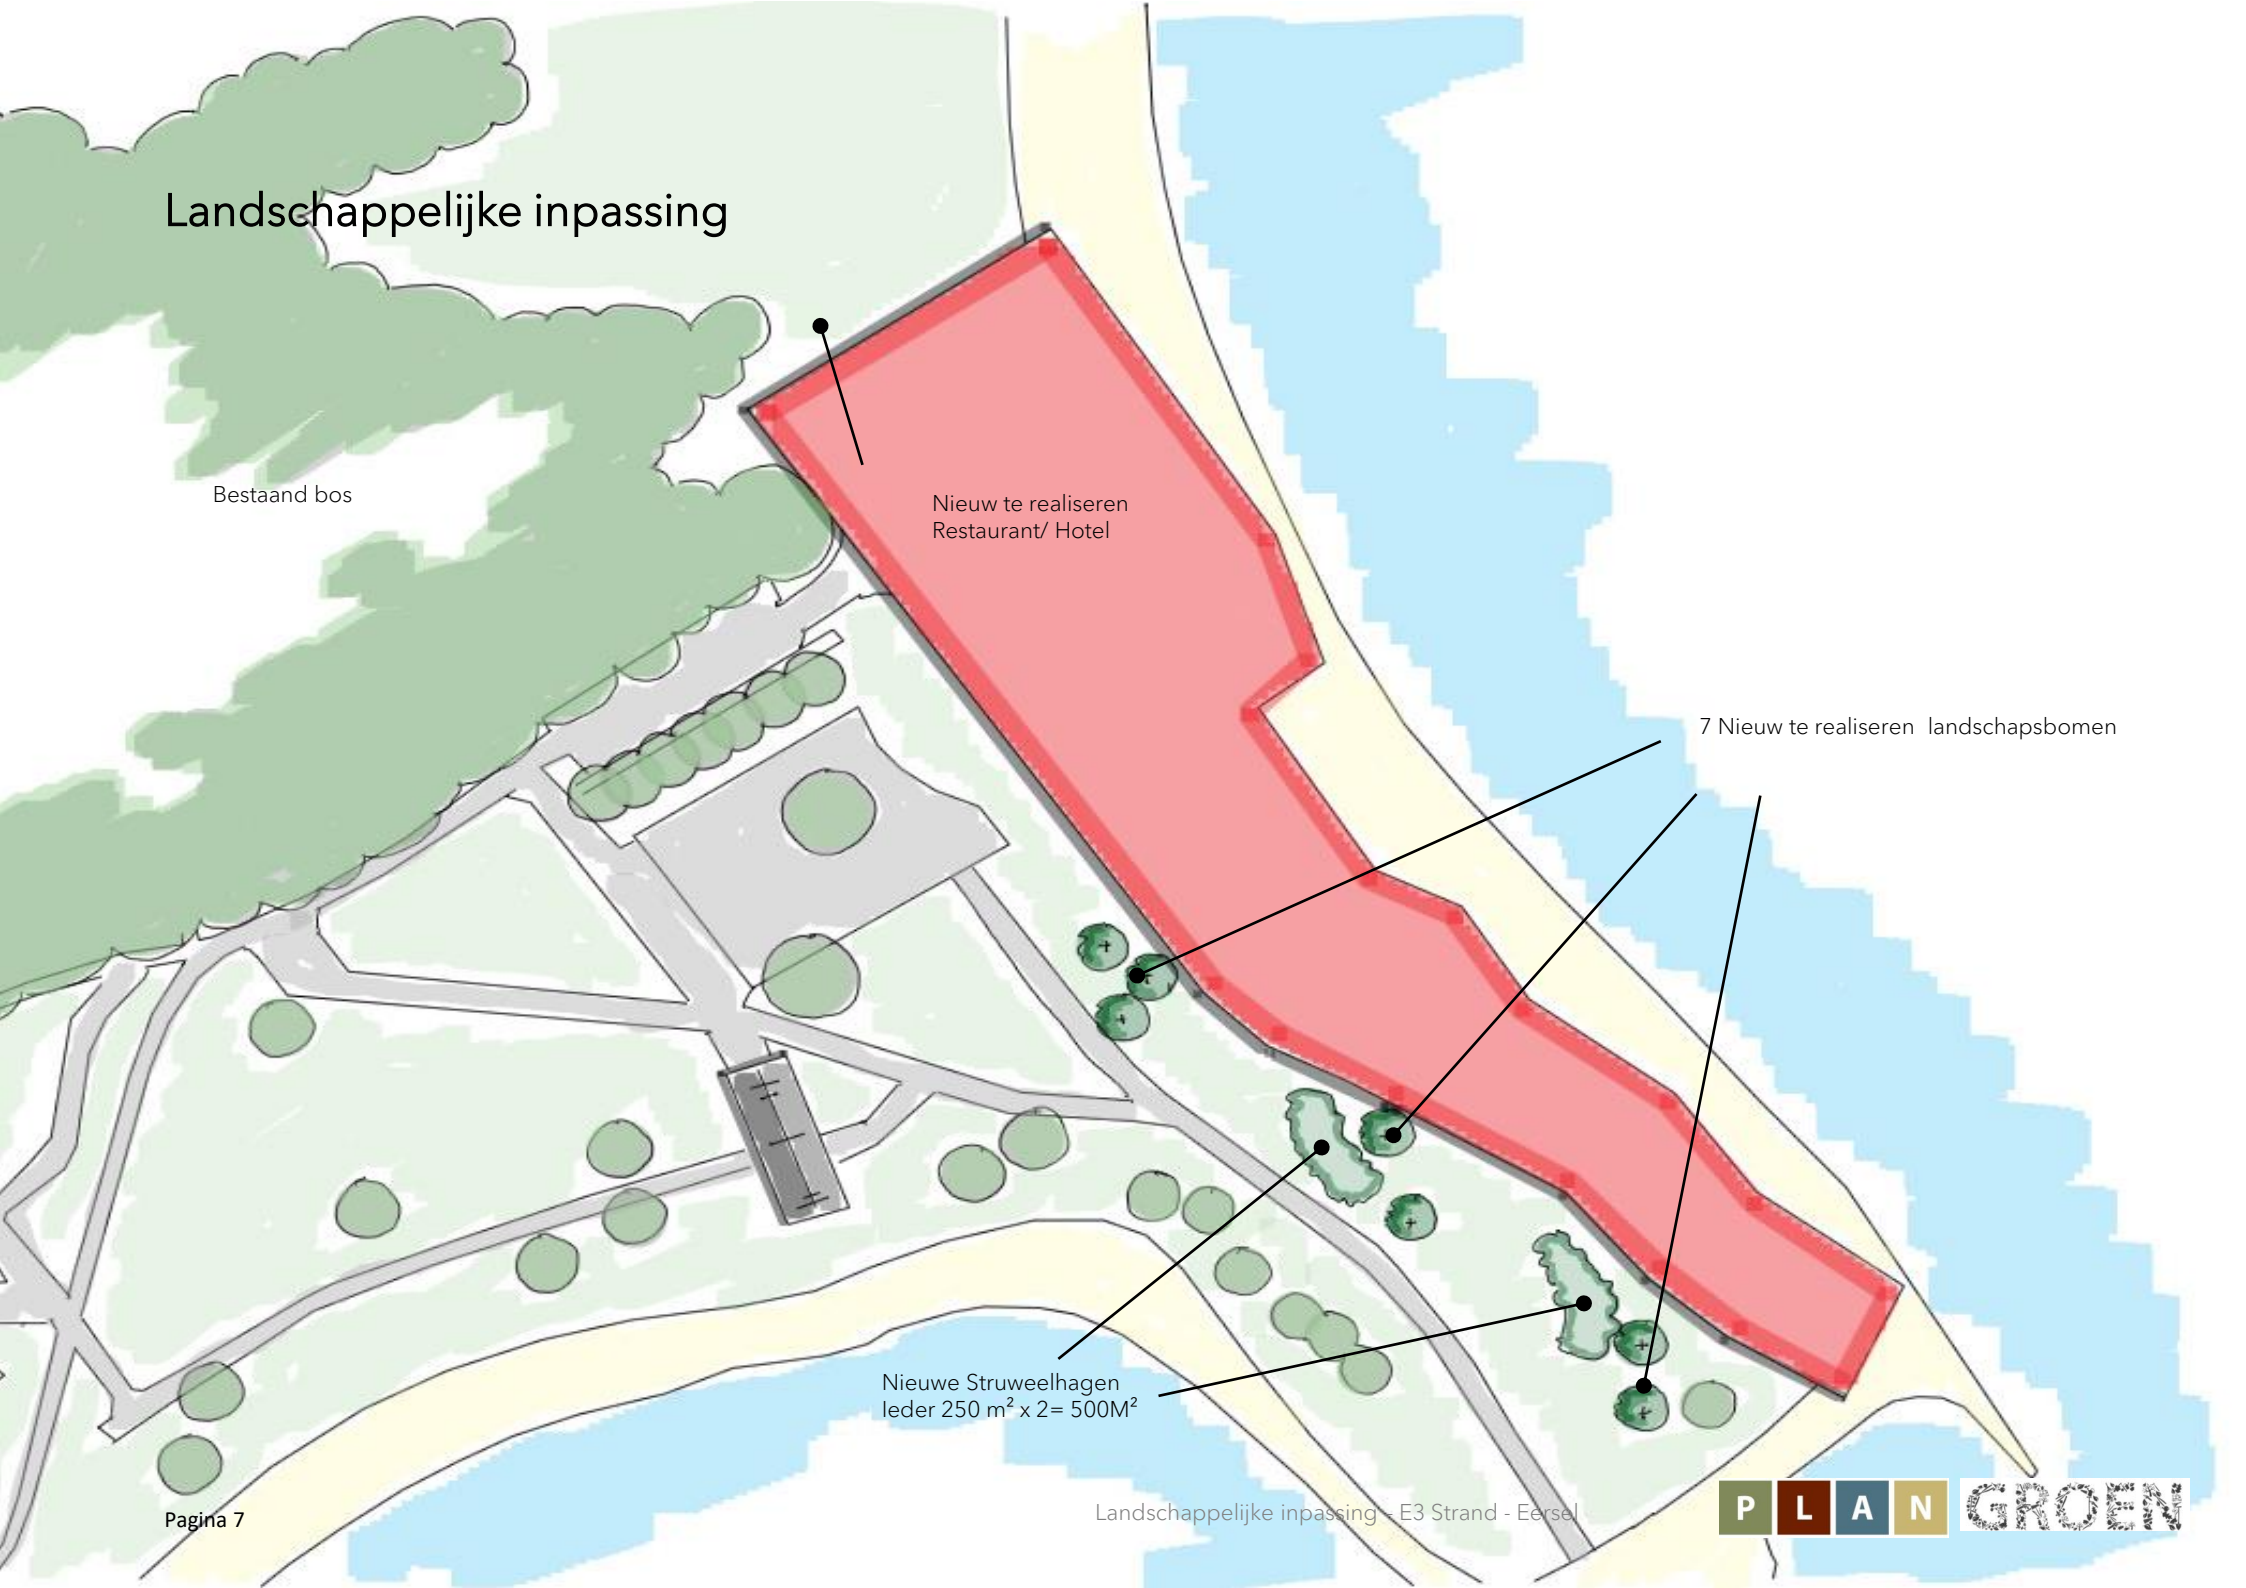 Landschappelijke inpassing
Bestaand bos
Nieuw te realiseren
Restaurant/ Hotel
7 Nieuw te realiseren landschapsbomen
Nieuwe Struweelhagen
Ieder 250 m² x 2= 500M²
Pagina 7
Landschappelijke inpassing - E3 Strand - Eersel
PLAN GROEN